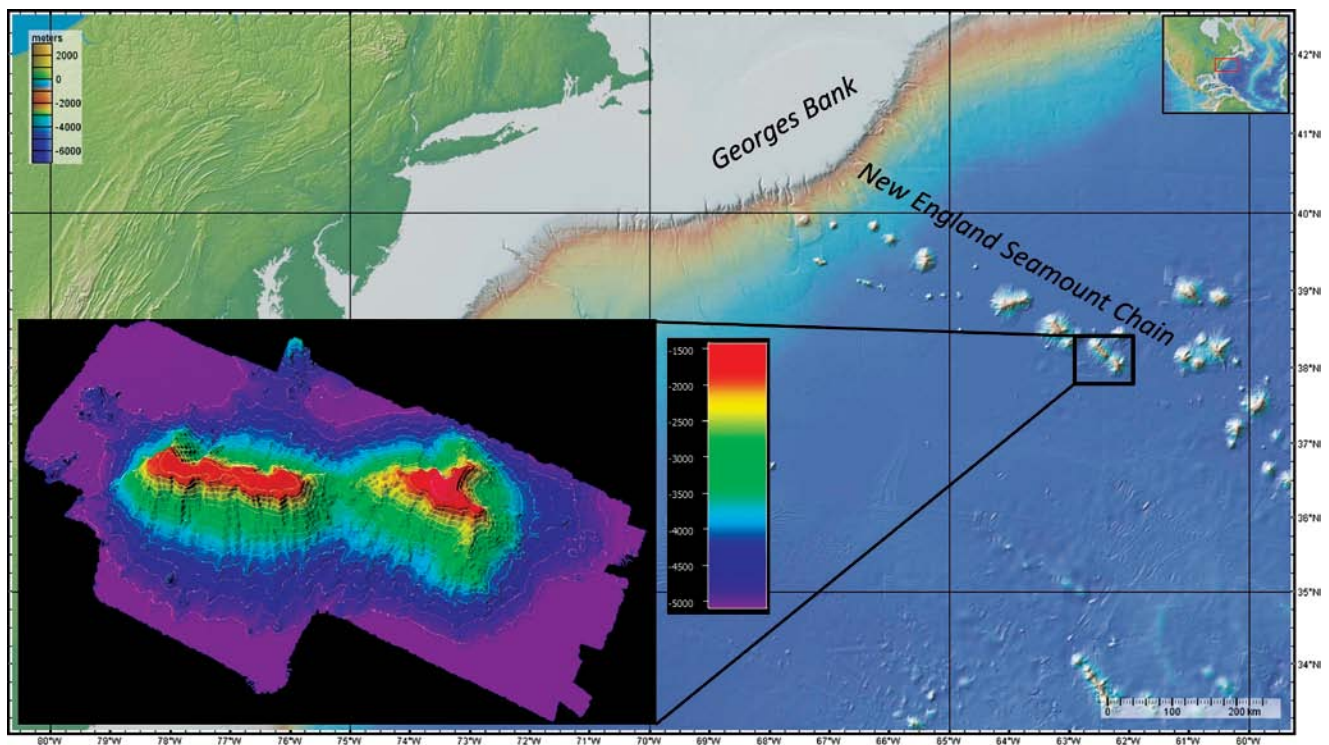 meters
2000
0
-2000
-4000
-6000
Georges Bank
New England Seamount Chain
42°N
41°N
40°N
39°N
38°N
37°N
36°N
35°N
34°N
-1500
-2000
-2500
-3000
-3500
-4000
-4500
-5000
0 100 200 km
80°W 79°W 78°W 77°W 76°W 75°W 74°W 73°W 72°W 71°W 70°W 69°W 68°W 67°W 66°W 65°W 64°W 63°W 62°W 61°W 60°W